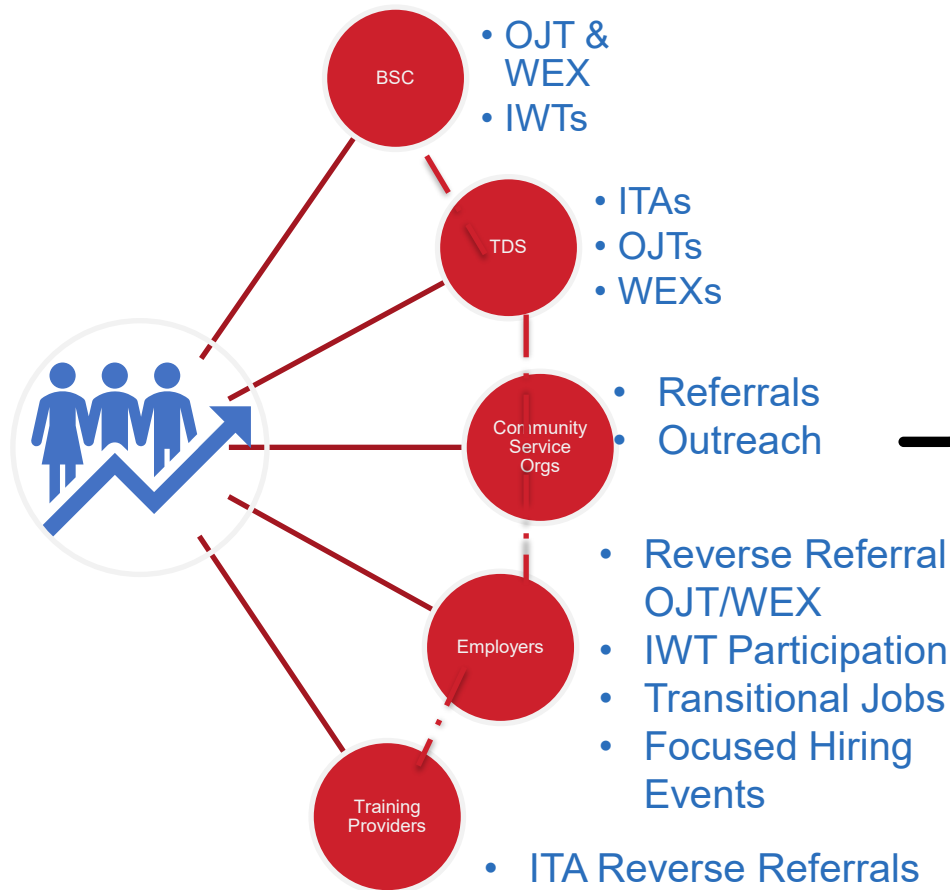 BSC
• OJT &
WEX
• IWTs
TDS
• ITAs
• OJTs
• WEXs
Community
Service
Orgs
• Referrals
• Outreach
Employers
• Reverse Referral
OJT/WEX
• IWT Participation
• Transitional Jobs
• Focused Hiring
Events
Training
Providers
• ITA Reverse Referrals